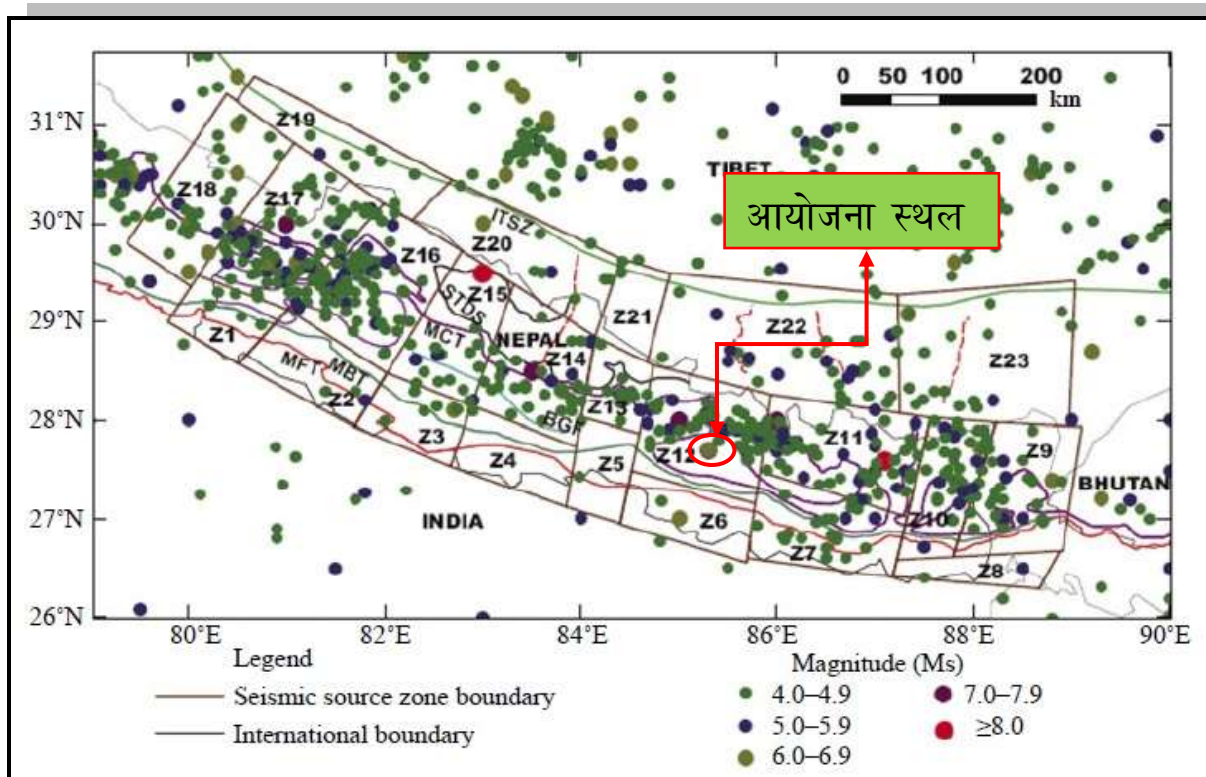 0 50 100 200
km
31°N
30°N
29°N
28°N
27°N
26°N
TIBET
आयोजना स्थल
Z19
Z18
Z17
ITSZ
Z16
Z20
Z15
STDS
Z21
Z22
Z1
MCT
NEPAL
Z14
Z23
MFT
MBT
Z2
Z13
BGF
Z3
Z4
Z5
Z12
Z11
Z9
BHUTAN
INDIA
Z6
Z10
Z7
Z8
80°E 82°E 84°E 86°E 88°E 90°E
Legend
Seismic source zone boundary
International boundary
Magnitude (Ms)
4.0–4.9
5.0–5.9
6.0–6.9
7.0–7.9
≥8.0